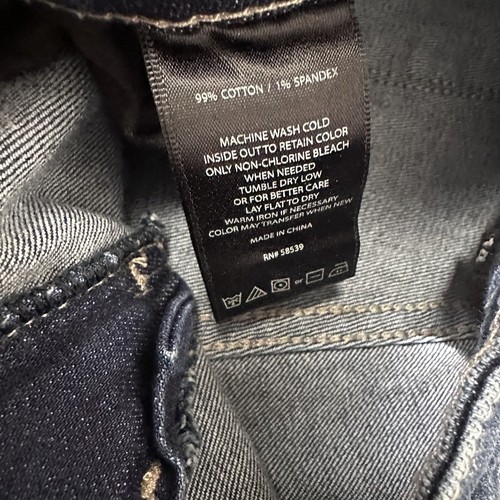 99% COTTON / 1% SPANDEX
MACHINE WASH COLD
INSIDE OUT TO RETAIN COLOR
ONLY NON-CHLORINE BLEACH
WHEN NEEDED
TUMBLE DRY LOW
OR FOR BETTER CARE
LAY FLAT TO DRY
WARM IRON IF NECESSARY
COLOR MAY TRANSFER WHEN NEW
MADE IN CHINA
RN# 58539
or